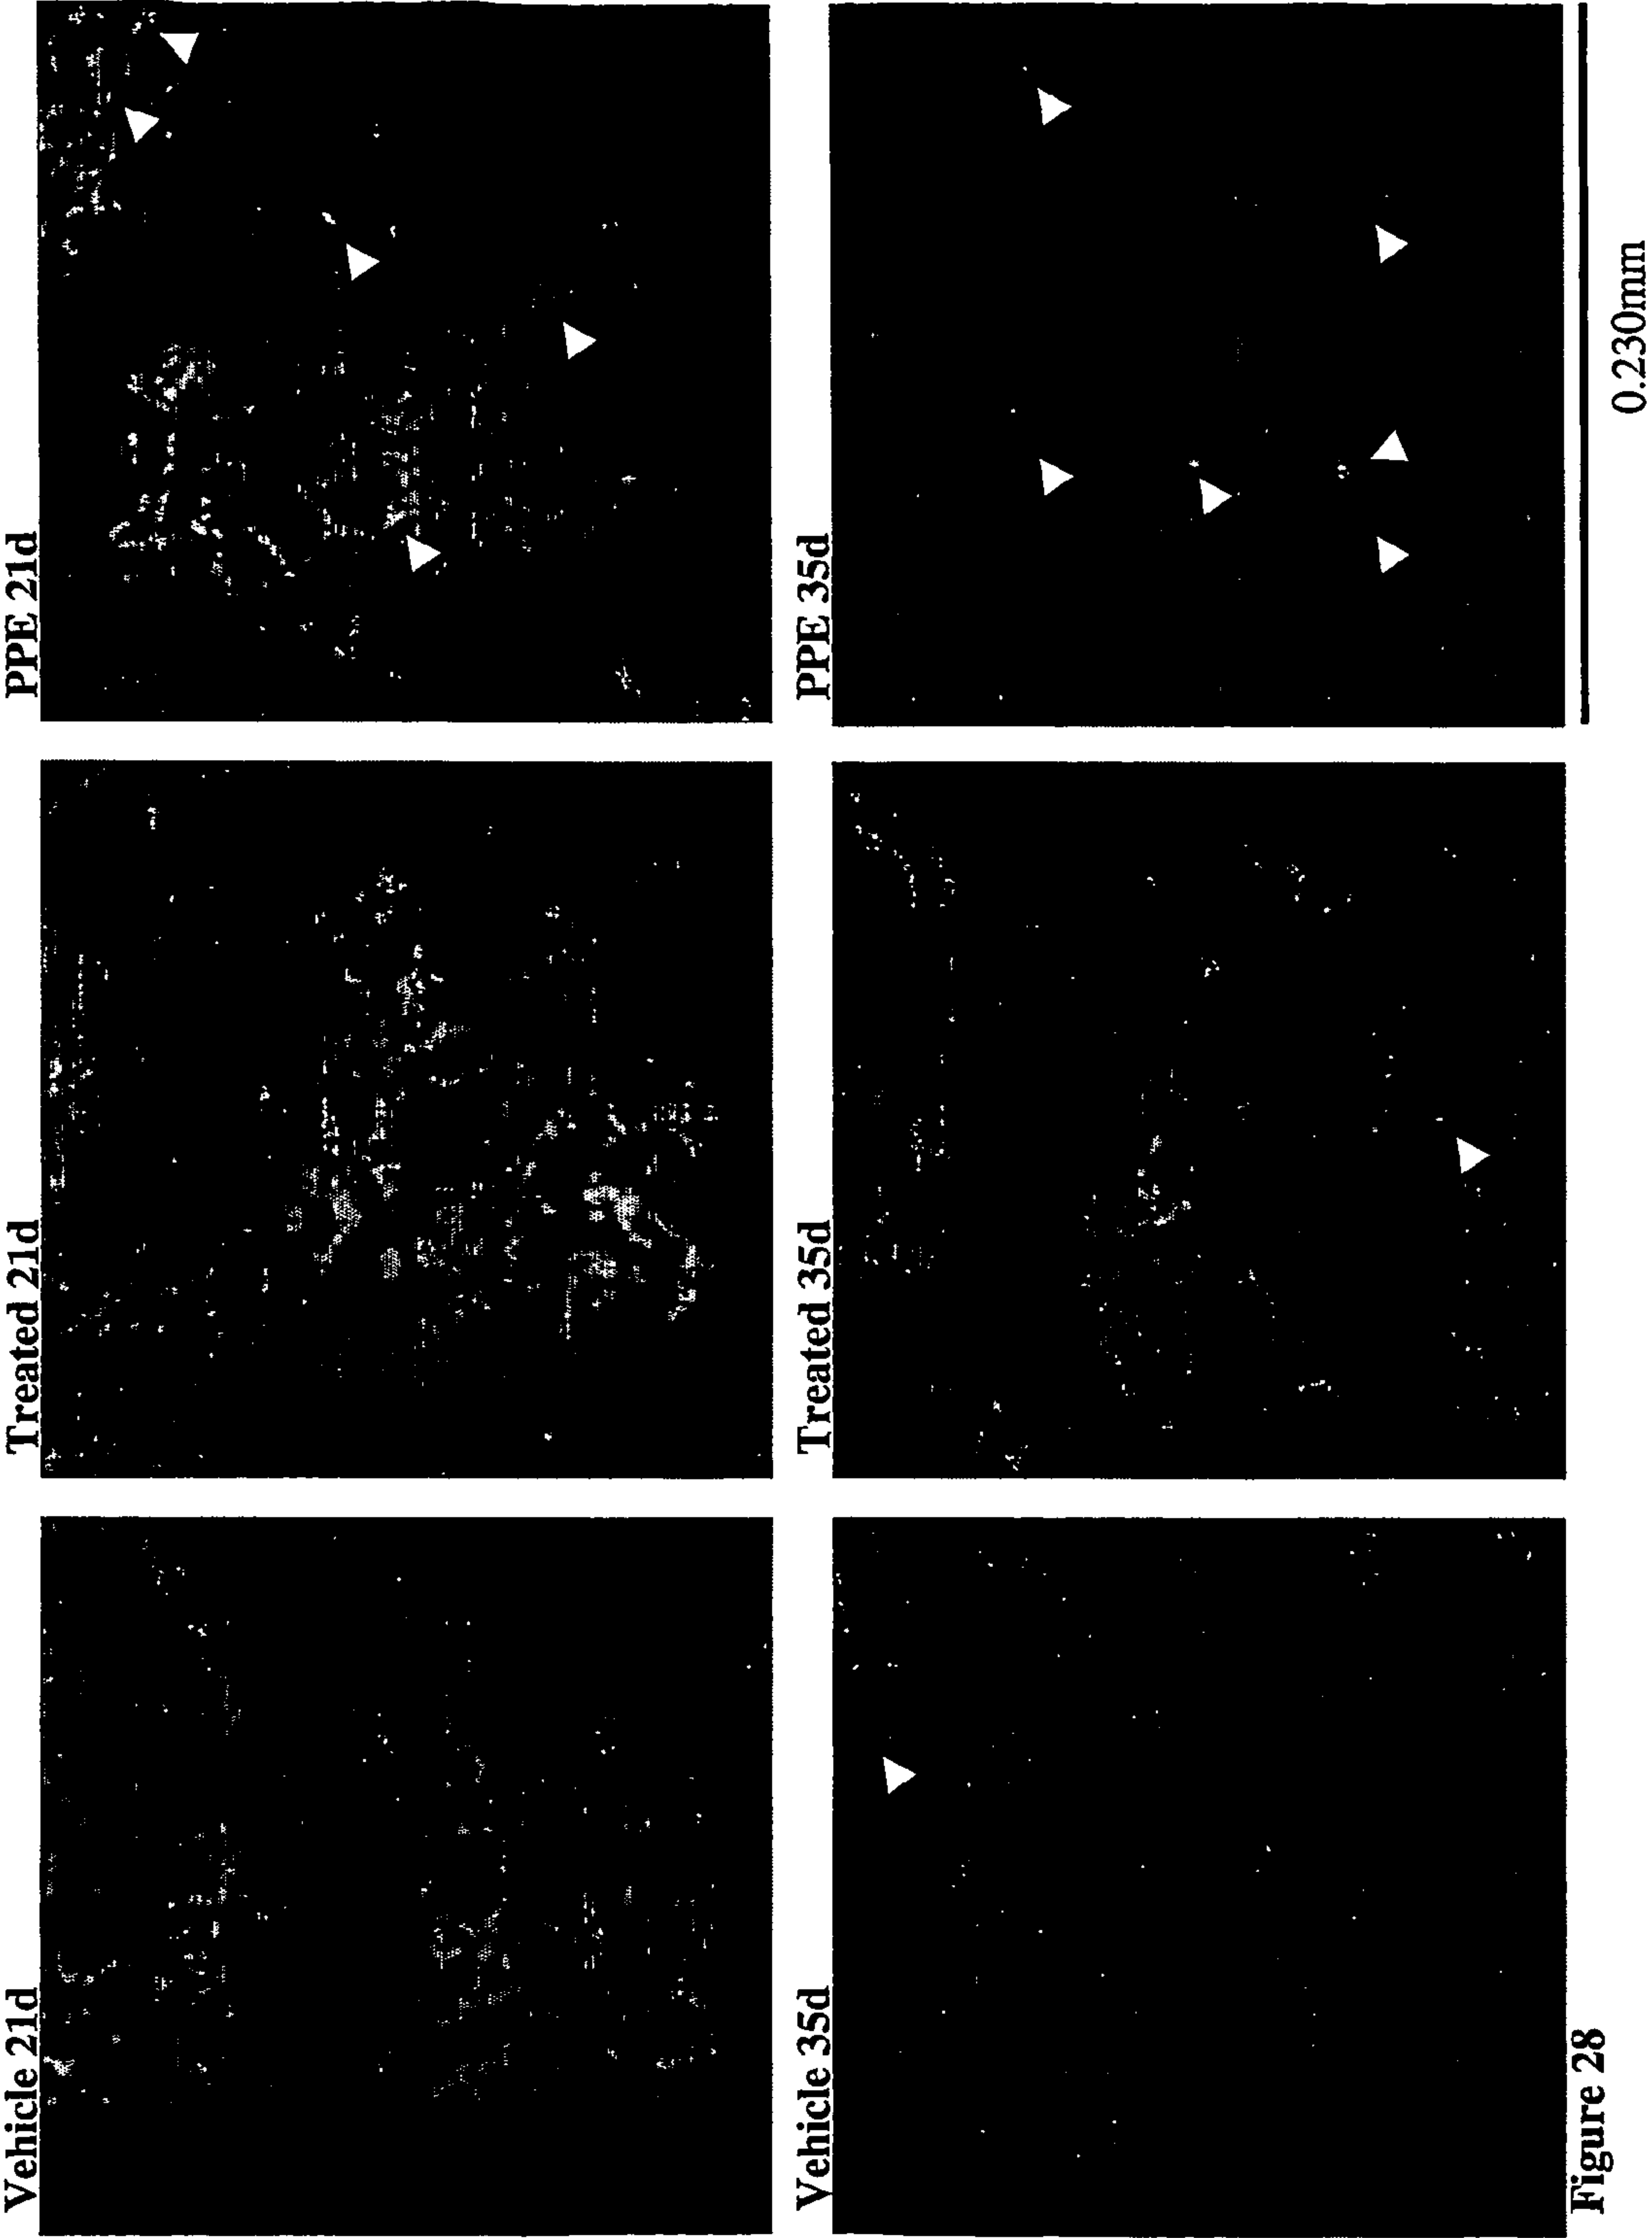 Vehicle 21d
Treated 21d
PPE 21d
Vehicle 35d
Treated 35d
PPE 35d
0.230mm
Figure 28